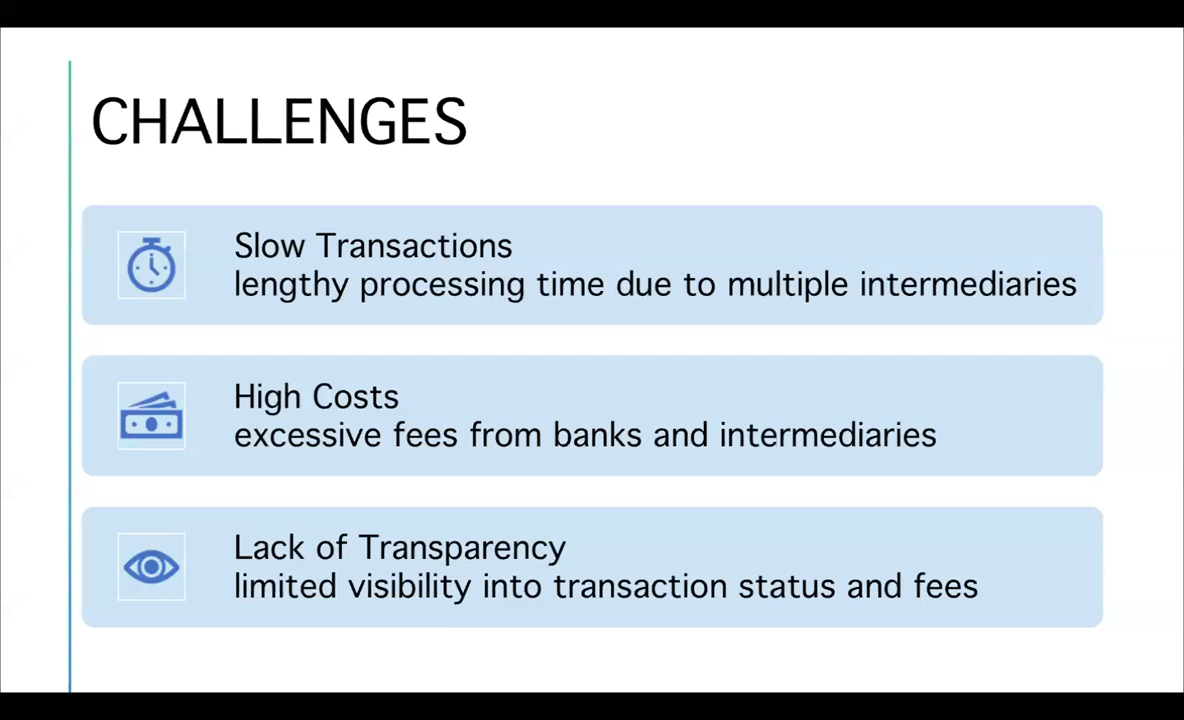 CHALLENGES
Slow Transactions
lengthy processing time due to multiple intermediaries
High Costs
excessive fees from banks and intermediaries
Lack of Transparency
limited visibility into transaction status and fees